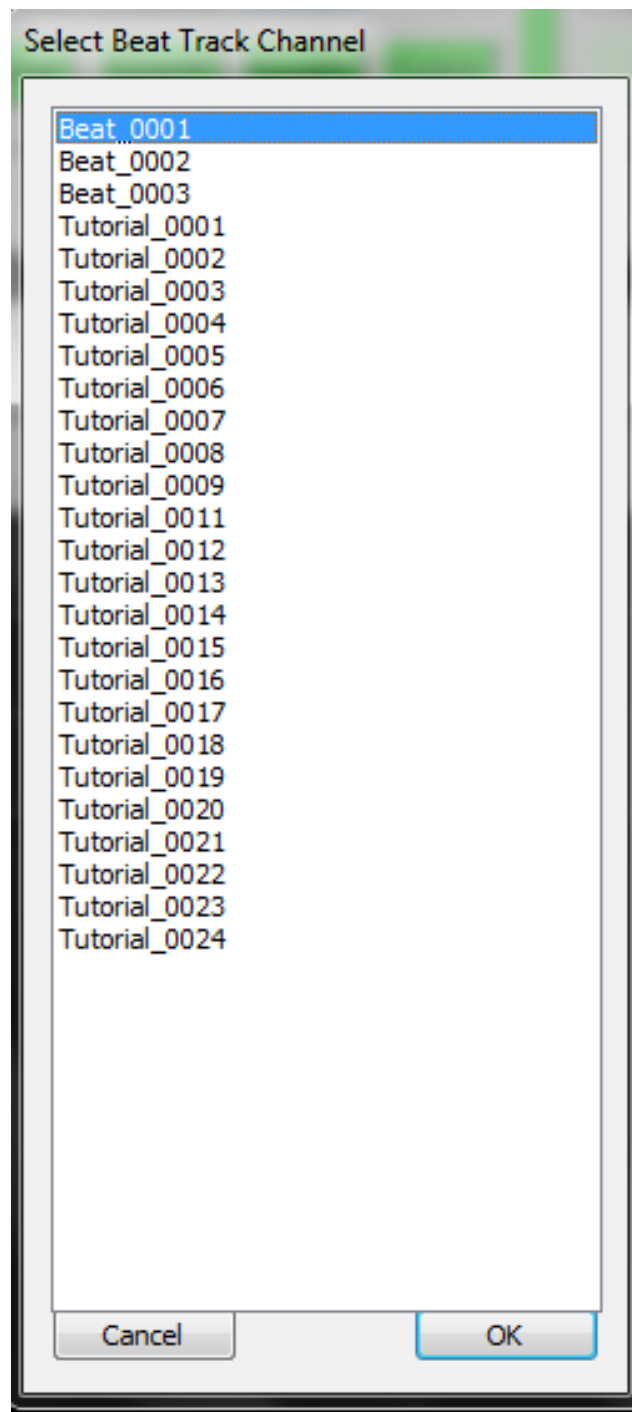 Select Beat Track Channel
Beat_0001
Beat_0002
Beat_0003
Tutorial_0001
Tutorial_0002
Tutorial_0003
Tutorial_0004
Tutorial_0005
Tutorial_0006
Tutorial_0007
Tutorial_0008
Tutorial_0009
Tutorial_0011
Tutorial_0012
Tutorial_0013
Tutorial_0014
Tutorial_0015
Tutorial_0016
Tutorial_0017
Tutorial_0018
Tutorial_0019
Tutorial_0020
Tutorial_0021
Tutorial_0022
Tutorial_0023
Tutorial_0024
Cancel OK